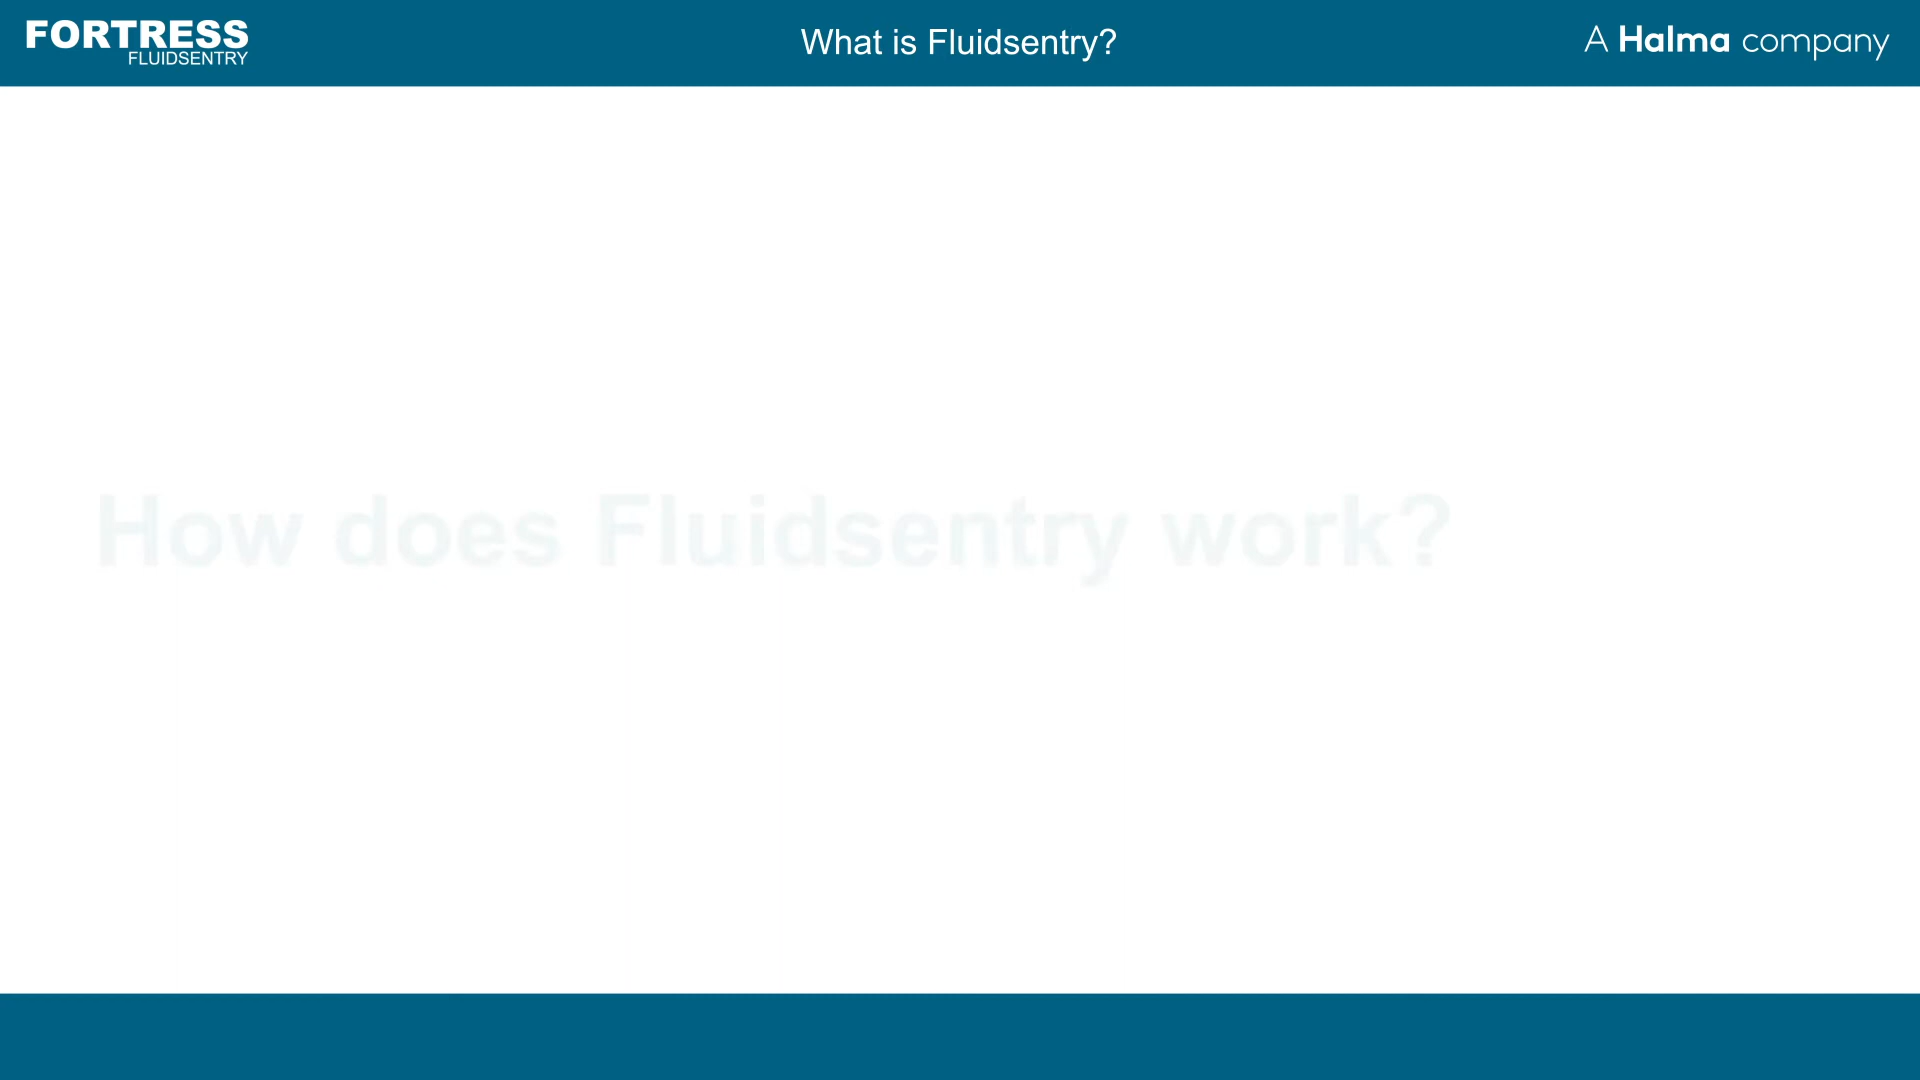 FORTRESS
FLUIDSENTRY
What is Fluidsentry?
A Halma company
How does Fluidsentry work?